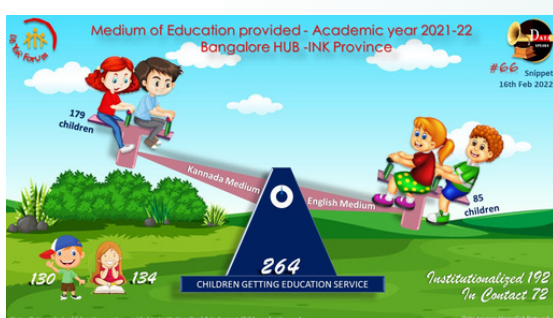 Medium of Education provided - Academic year 2021-22
Bangalore HUB -INK Province
#66 Snippet
16th Feb 2022
179
children
Kannada Medium
English Medium
85
children
130
134
264
CHILDREN GETTING EDUCATION SERVICE
Institutionalized 192
In Contact 72